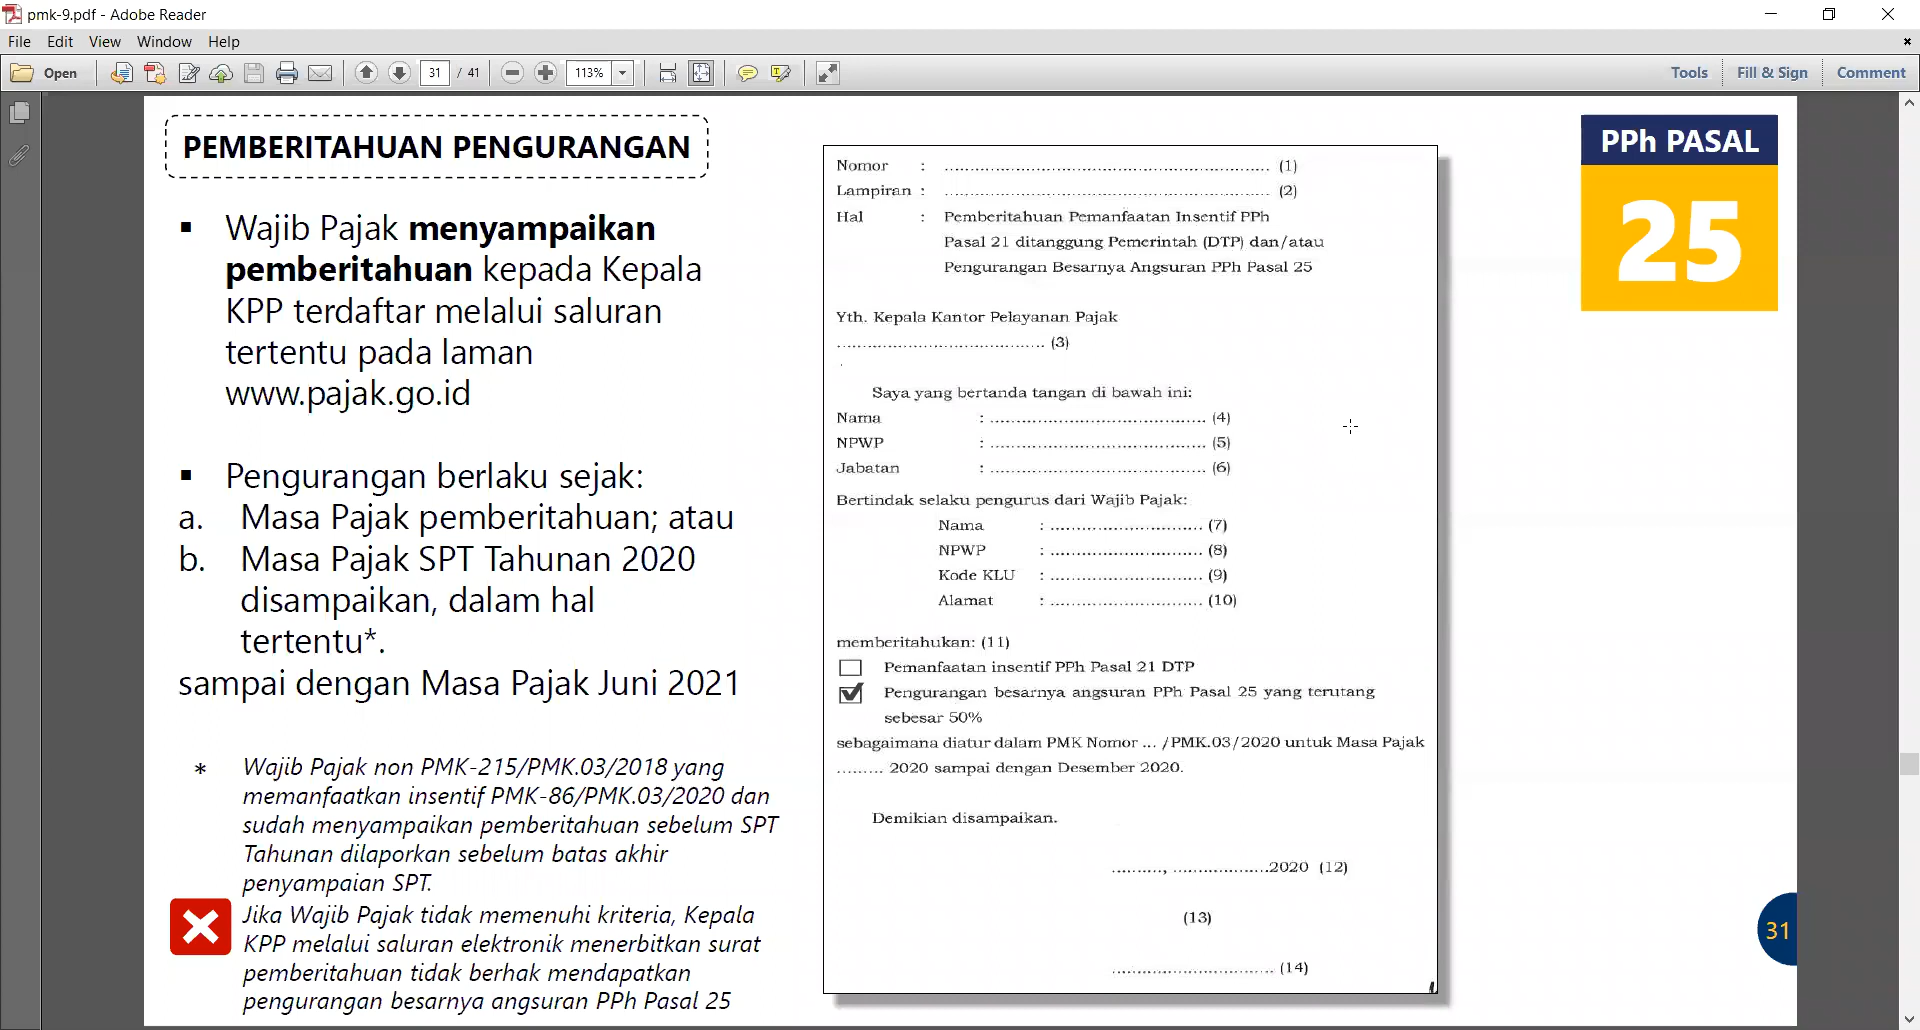 pmk-9.pdf - Adobe Reader
File Edit View Window Help
Open 31 / 41 113% Tools Fill & Sign Comment
PEMBERITAHUAN PENGURANGAN
▪ Wajib Pajak menyampaikan
pemberitahuan kepada Kepala
KPP terdaftar melalui saluran
tertentu pada laman
www.pajak.go.id
▪ Pengurangan berlaku sejak:
a. Masa Pajak pemberitahuan; atau
b. Masa Pajak SPT Tahunan 2020
disampaikan, dalam hal
tertentu*.
sampai dengan Masa Pajak Juni 2021
* Wajib Pajak non PMK-215/PMK.03/2018 yang
memanfaatkan insentif PMK-86/PMK.03/2020 dan
sudah menyampaikan pemberitahuan sebelum SPT
Tahunan dilaporkan sebelum batas akhir
penyampaian SPT.
Jika Wajib Pajak tidak memenuhi kriteria, Kepala
KPP melalui saluran elektronik menerbitkan surat
pemberitahuan tidak berhak mendapatkan
pengurangan besarnya angsuran PPh Pasal 25
Nomor : ............................................................... (1)
Lampiran : ............................................................... (2)
Hal : Pemberitahuan Pemanfaatan Insentif PPh
Pasal 21 ditanggung Pemerintah (DTP) dan/atau
Pengurangan Besarnya Angsuran PPh Pasal 25
Yth. Kepala Kantor Pelayanan Pajak
........................................ (3)
Saya yang bertanda tangan di bawah ini:
Nama : .......................................... (4)
NPWP : .......................................... (5)
Jabatan : .......................................... (6)
Bertindak selaku pengurus dari Wajib Pajak:
Nama : ............................. (7)
NPWP : ............................. (8)
Kode KLU : ............................. (9)
Alamat : ............................. (10)
memberitahukan: (11)
Pemanfaatan insentif PPh Pasal 21 DTP
Pengurangan besarnya angsuran PPh Pasal 25 yang terutang
sebesar 50%
sebagaimana diatur dalam PMK Nomor ... /PMK.03/2020 untuk Masa Pajak
......... 2020 sampai dengan Desember 2020.
Demikian disampaikan.
.........., ...................2020 (12)
(13)
............................... (14)
PPh PASAL
25
31